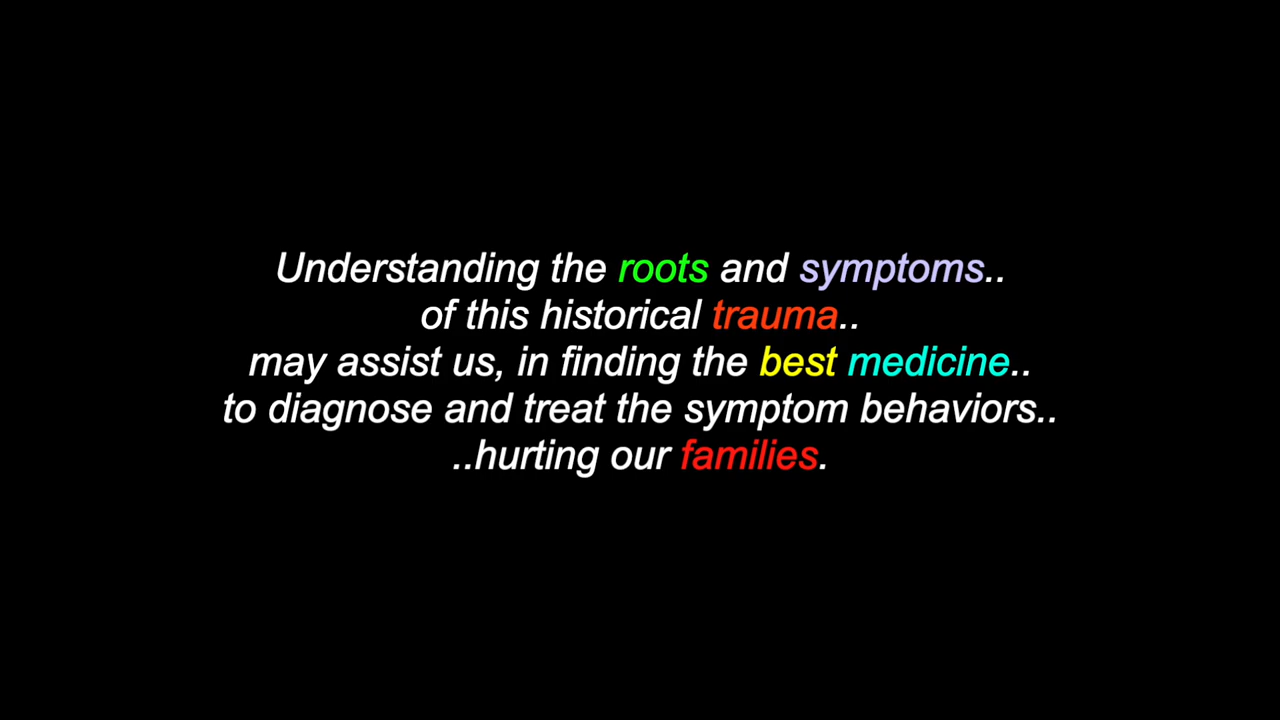 Understanding the roots and symptoms..
of this historical trauma..
may assist us, in finding the best medicine..
to diagnose and treat the symptom behaviors..
..hurting our families.